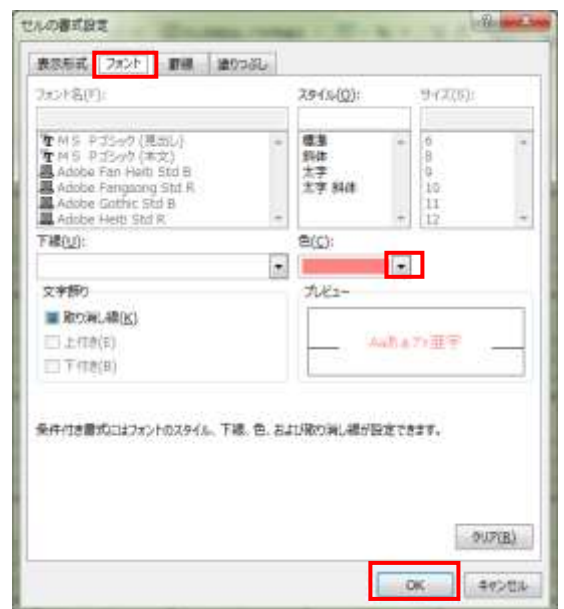 セルの書式設定
表示形式 フォント 罫線 塗りつぶし
フォント名(F): スタイル(O): サイズ(S):
MS Pゴシック (見出し) 標準 6
MS Pゴシック (本文) 斜体 8
Adobe Fan Heiti Std B 太字 9
Adobe Fangsong Std R 太字 斜体 10
Adobe Gothic Std B 11
Adobe Heiti Std R 12
下線(U): 色(C):
文字飾り プレビュー
取り消し線(K)
上付き(E) Aaあぁアァ亜宇
下付き(B)
条件付き書式にはフォントのスタイル、下線、色、および取り消し線が設定できます。
クリア(R)
OK キャンセル